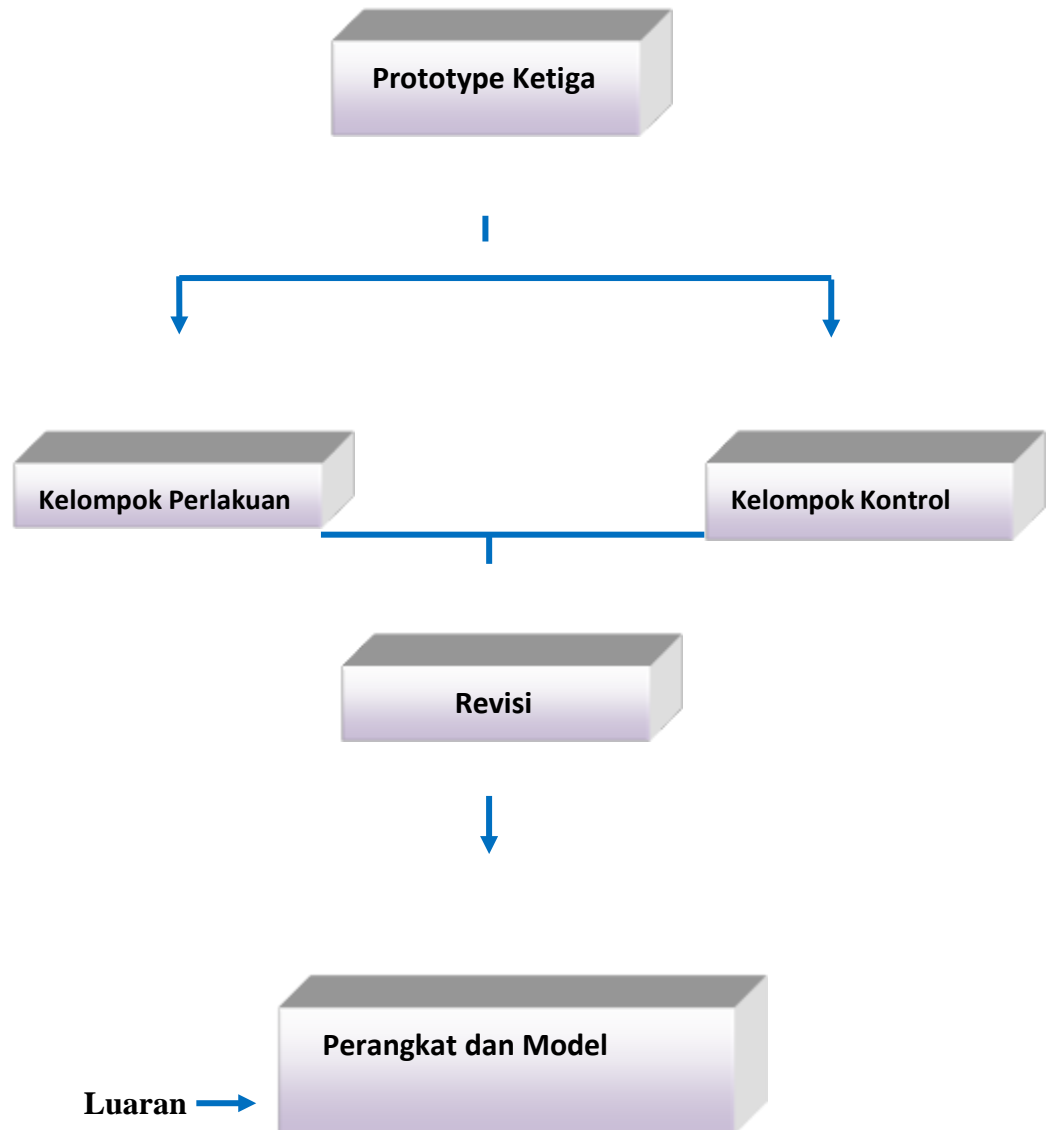 Prototype Ketiga
Kelompok Perlakuan
Kelompok Kontrol
Revisi
Perangkat dan Model
Luaran